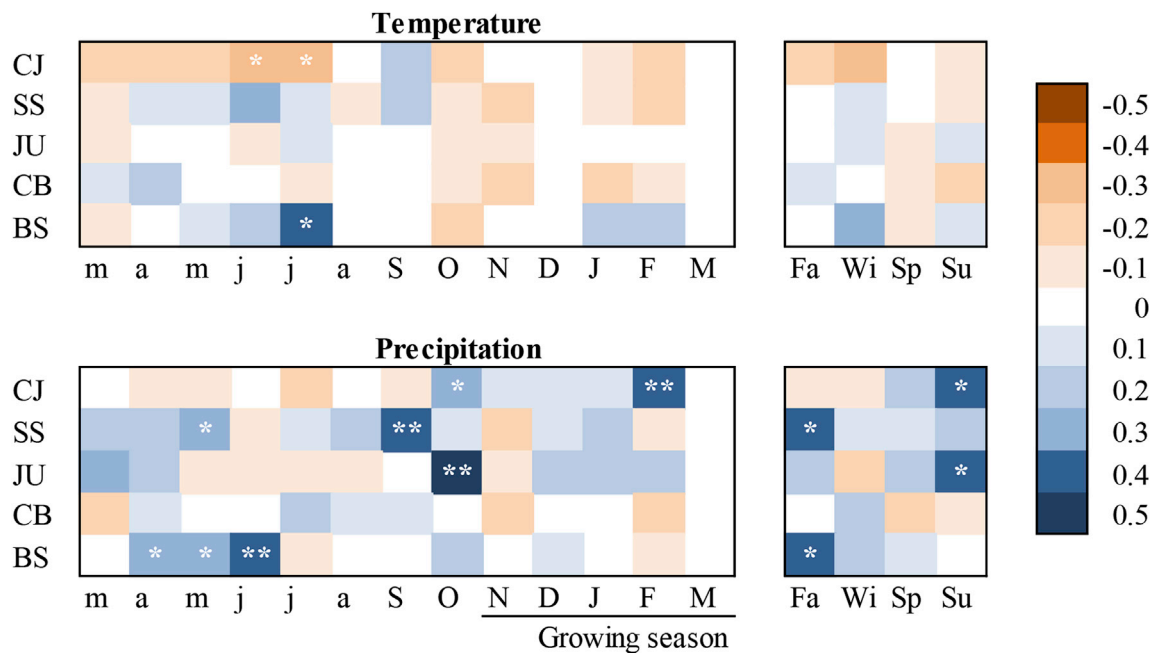 Temperature
CJ * *
SS
JU
CB
BS *
m a m j j a S O N D J F M
Fa Wi Sp Su
Precipitation
CJ * ** *
SS * ** *
JU ** *
CB
BS * * ** *
m a m j j a S O N D J F M
Fa Wi Sp Su
Growing season
-0.5
-0.4
-0.3
-0.2
-0.1
0
0.1
0.2
0.3
0.4
0.5